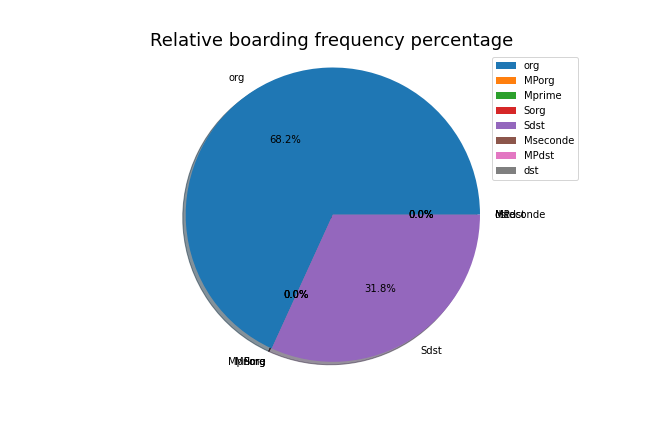 Relative boarding frequency percentage
org
MPorg
Mprime
Sorg
Sdst
Mseconde
MPdst
dst
org
68.2%
0.0%
31.8%
0.0%
Sdst